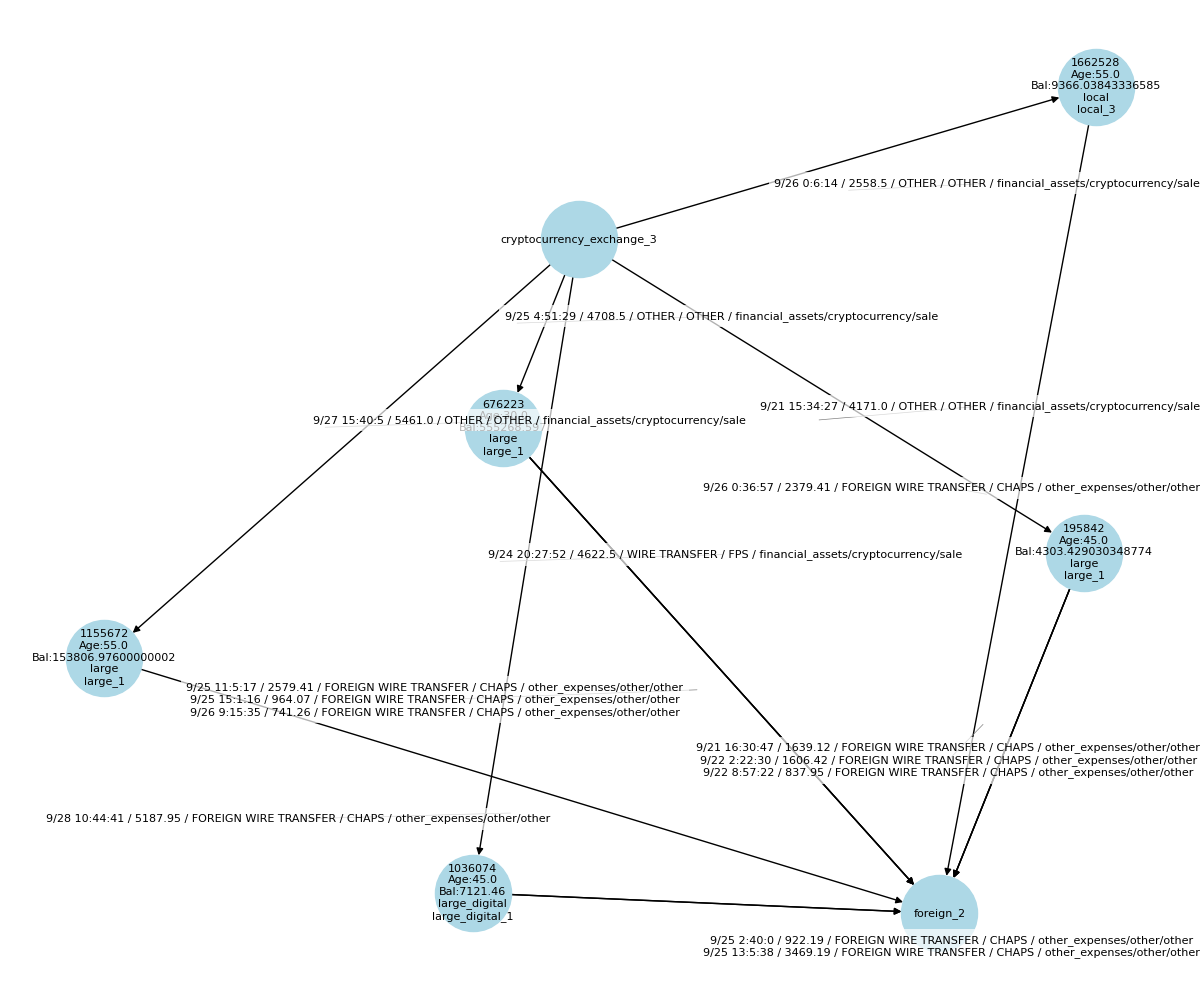 1662528
Age:55.0
Bal:9366.03843336585
local
local_3
9/26 0:6:14 / 2558.5 / OTHER / OTHER / financial_assets/cryptocurrency/sale
cryptocurrency_exchange_3
9/25 4:51:29 / 4708.5 / OTHER / OTHER / financial_assets/cryptocurrency/sale
676223
large
large_1
9/27 15:40:5 / 5461.0 / OTHER / OTHER / financial_assets/cryptocurrency/sale
9/21 15:34:27 / 4171.0 / OTHER / OTHER / financial_assets/cryptocurrency/sale
9/26 0:36:57 / 2379.41 / FOREIGN WIRE TRANSFER / CHAPS / other_expenses/other/other
195842
Age:45.0
Bal:4303.429030348774
large
large_1
9/24 20:27:52 / 4622.5 / WIRE TRANSFER / FPS / financial_assets/cryptocurrency/sale
1155672
Age:55.0
Bal:153806.97600000002
large
large_1
9/25 11:5:17 / 2579.41 / FOREIGN WIRE TRANSFER / CHAPS / other_expenses/other/other
9/25 15:1:16 / 964.07 / FOREIGN WIRE TRANSFER / CHAPS / other_expenses/other/other
9/26 9:15:35 / 741.26 / FOREIGN WIRE TRANSFER / CHAPS / other_expenses/other/other
9/21 16:30:47 / 1639.12 / FOREIGN WIRE TRANSFER / CHAPS / other_expenses/other/other
9/22 2:22:30 / 1606.42 / FOREIGN WIRE TRANSFER / CHAPS / other_expenses/other/other
9/22 8:57:22 / 837.95 / FOREIGN WIRE TRANSFER / CHAPS / other_expenses/other/other
9/28 10:44:41 / 5187.95 / FOREIGN WIRE TRANSFER / CHAPS / other_expenses/other/other
1036074
Age:45.0
Bal:7121.46
large_digital
large_digital_1
foreign_2
9/25 2:40:0 / 922.19 / FOREIGN WIRE TRANSFER / CHAPS / other_expenses/other/other
9/25 13:5:38 / 3469.19 / FOREIGN WIRE TRANSFER / CHAPS / other_expenses/other/other